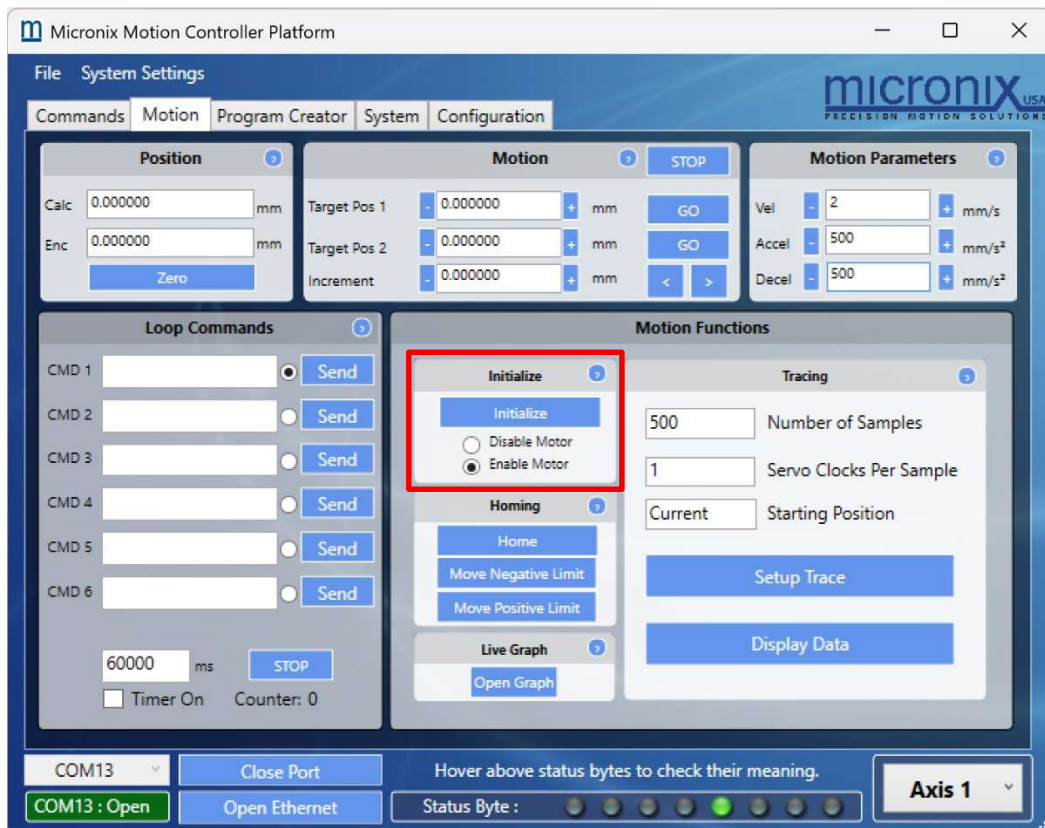 Micronix Motion Controller Platform
File System Settings
micronix USA
PRECISION MOTION SOLUTIONS
Commands Motion Program Creator System Configuration
Position ?
Calc 0.000000 mm
Enc 0.000000 mm
Zero
Motion ? STOP
Target Pos 1 - 0.000000 + mm GO
Target Pos 2 - 0.000000 + mm GO
Increment - 0.000000 + mm < >
Motion Parameters ?
Vel - 2 + mm/s
Accel - 500 + mm/s²
Decel - 500 + mm/s²
Loop Commands ?
CMD 1 Send
CMD 2 Send
CMD 3 Send
CMD 4 Send
CMD 5 Send
CMD 6 Send
60000 ms STOP
Timer On Counter: 0
Motion Functions
Initialize ?
Initialize
Disable Motor
Enable Motor
Homing ?
Home
Move Negative Limit
Move Positive Limit
Live Graph ?
Open Graph
Tracing ?
500 Number of Samples
1 Servo Clocks Per Sample
Current Starting Position
Setup Trace
Display Data
COM13 Close Port
COM13 : Open Open Ethernet
Hover above status bytes to check their meaning.
Status Byte :
Axis 1